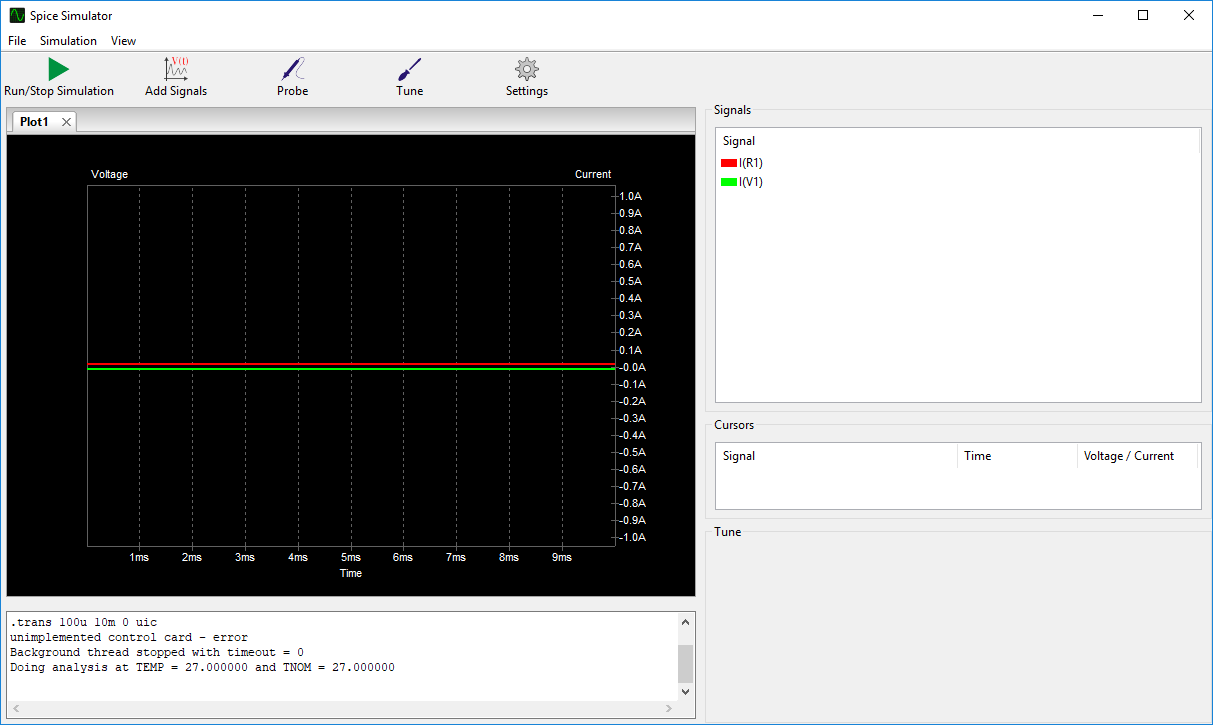 Spice Simulator
File Simulation View
V(t)
Run/Stop Simulation Add Signals Probe Tune Settings
Plot1
Voltage Current
1.0A
0.9A
0.8A
0.7A
0.6A
0.5A
0.4A
0.3A
0.2A
0.1A
-0.0A
-0.1A
-0.2A
-0.3A
-0.4A
-0.5A
-0.6A
-0.7A
-0.8A
-0.9A
-1.0A
1ms 2ms 3ms 4ms 5ms 6ms 7ms 8ms 9ms
Time
.trans 100u 10m 0 uic
unimplemented control card - error
Background thread stopped with timeout = 0
Doing analysis at TEMP = 27.000000 and TNOM = 27.000000
Signals
Signal
I(R1)
I(V1)
Cursors
Signal Time Voltage / Current
Tune